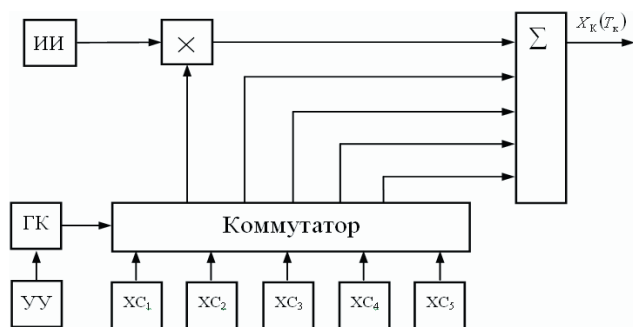 ИИ
×
Σ
X_К(T_к)
ГК
Коммутатор
УУ
ХС₁
ХС₂
ХС₃
ХС₄
ХС₅